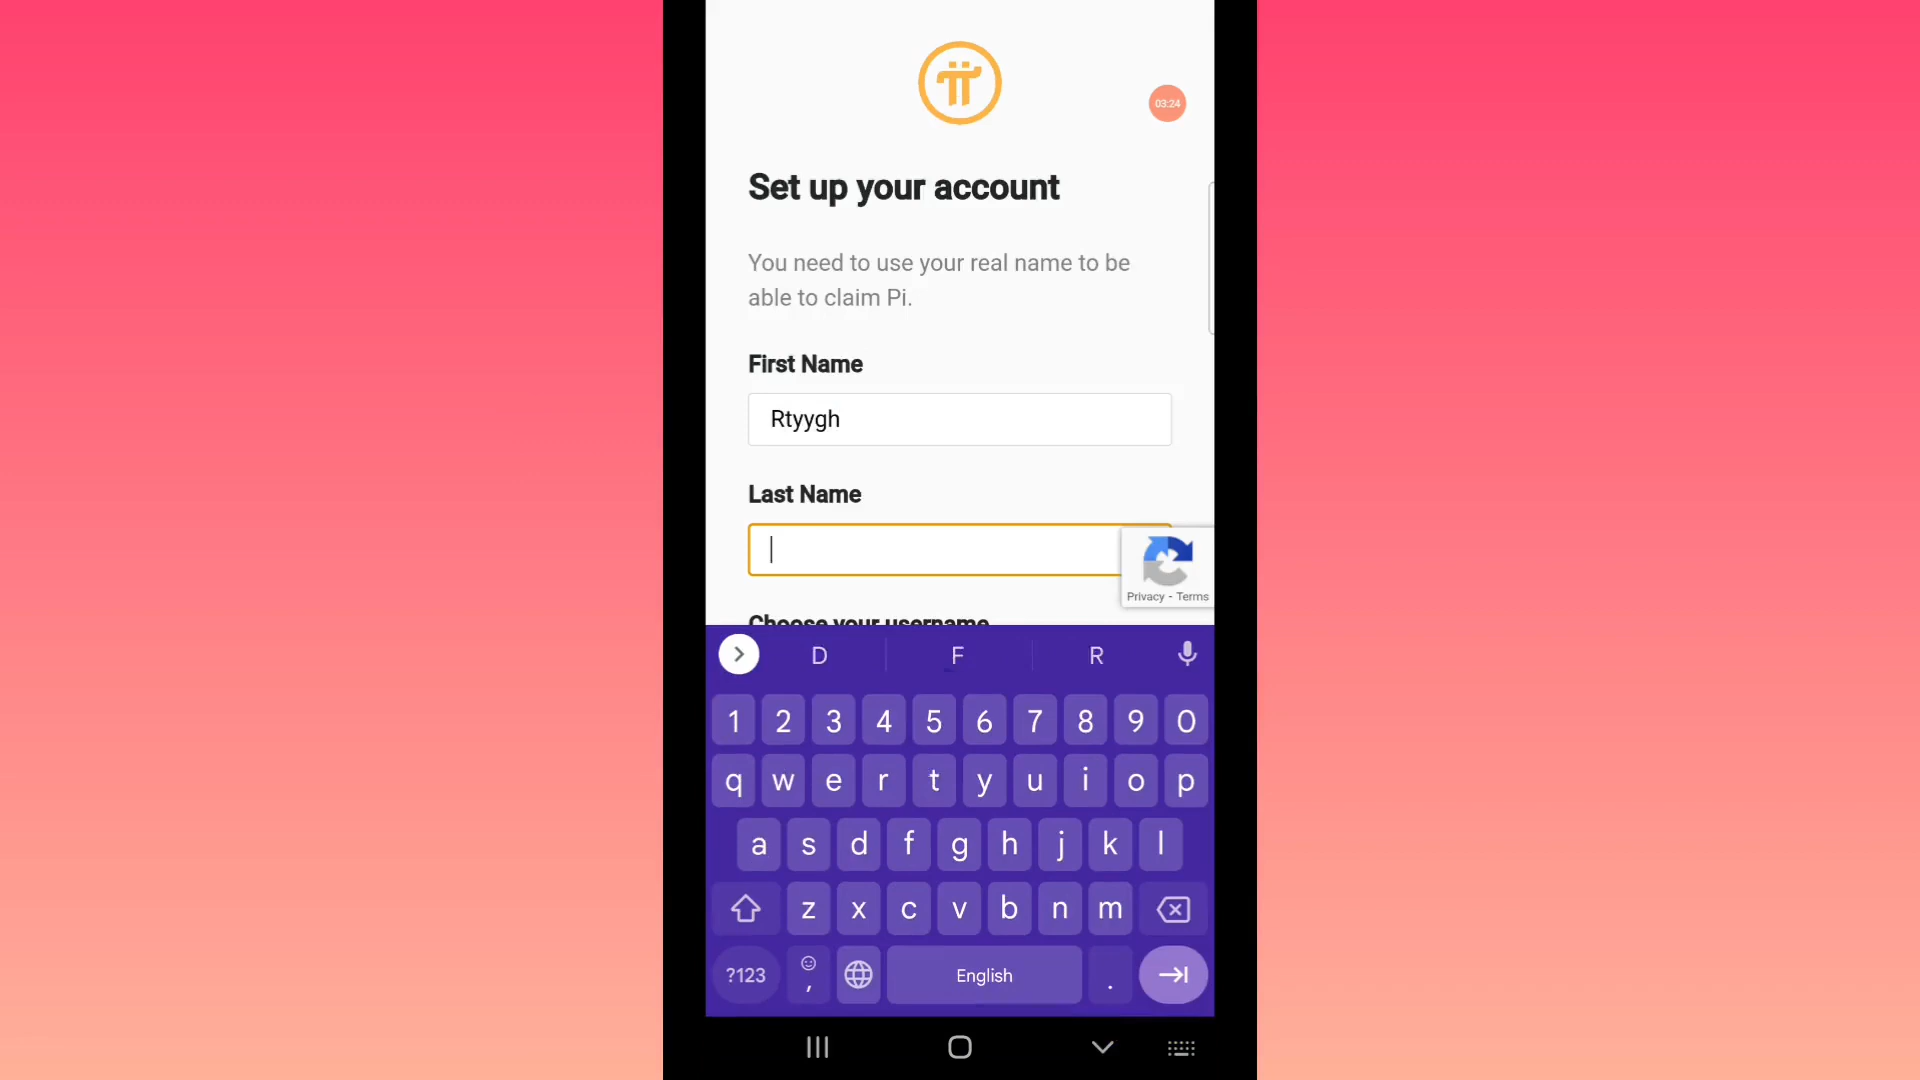 03:24
Set up your account
You need to use your real name to be
able to claim Pi.
First Name
Rtyygh
Last Name
Privacy - Terms
Choose your username
D F R
1 2 3 4 5 6 7 8 9 0
q w e r t y u i o p
a s d f g h j k l
z x c v b n m
?123 , English .